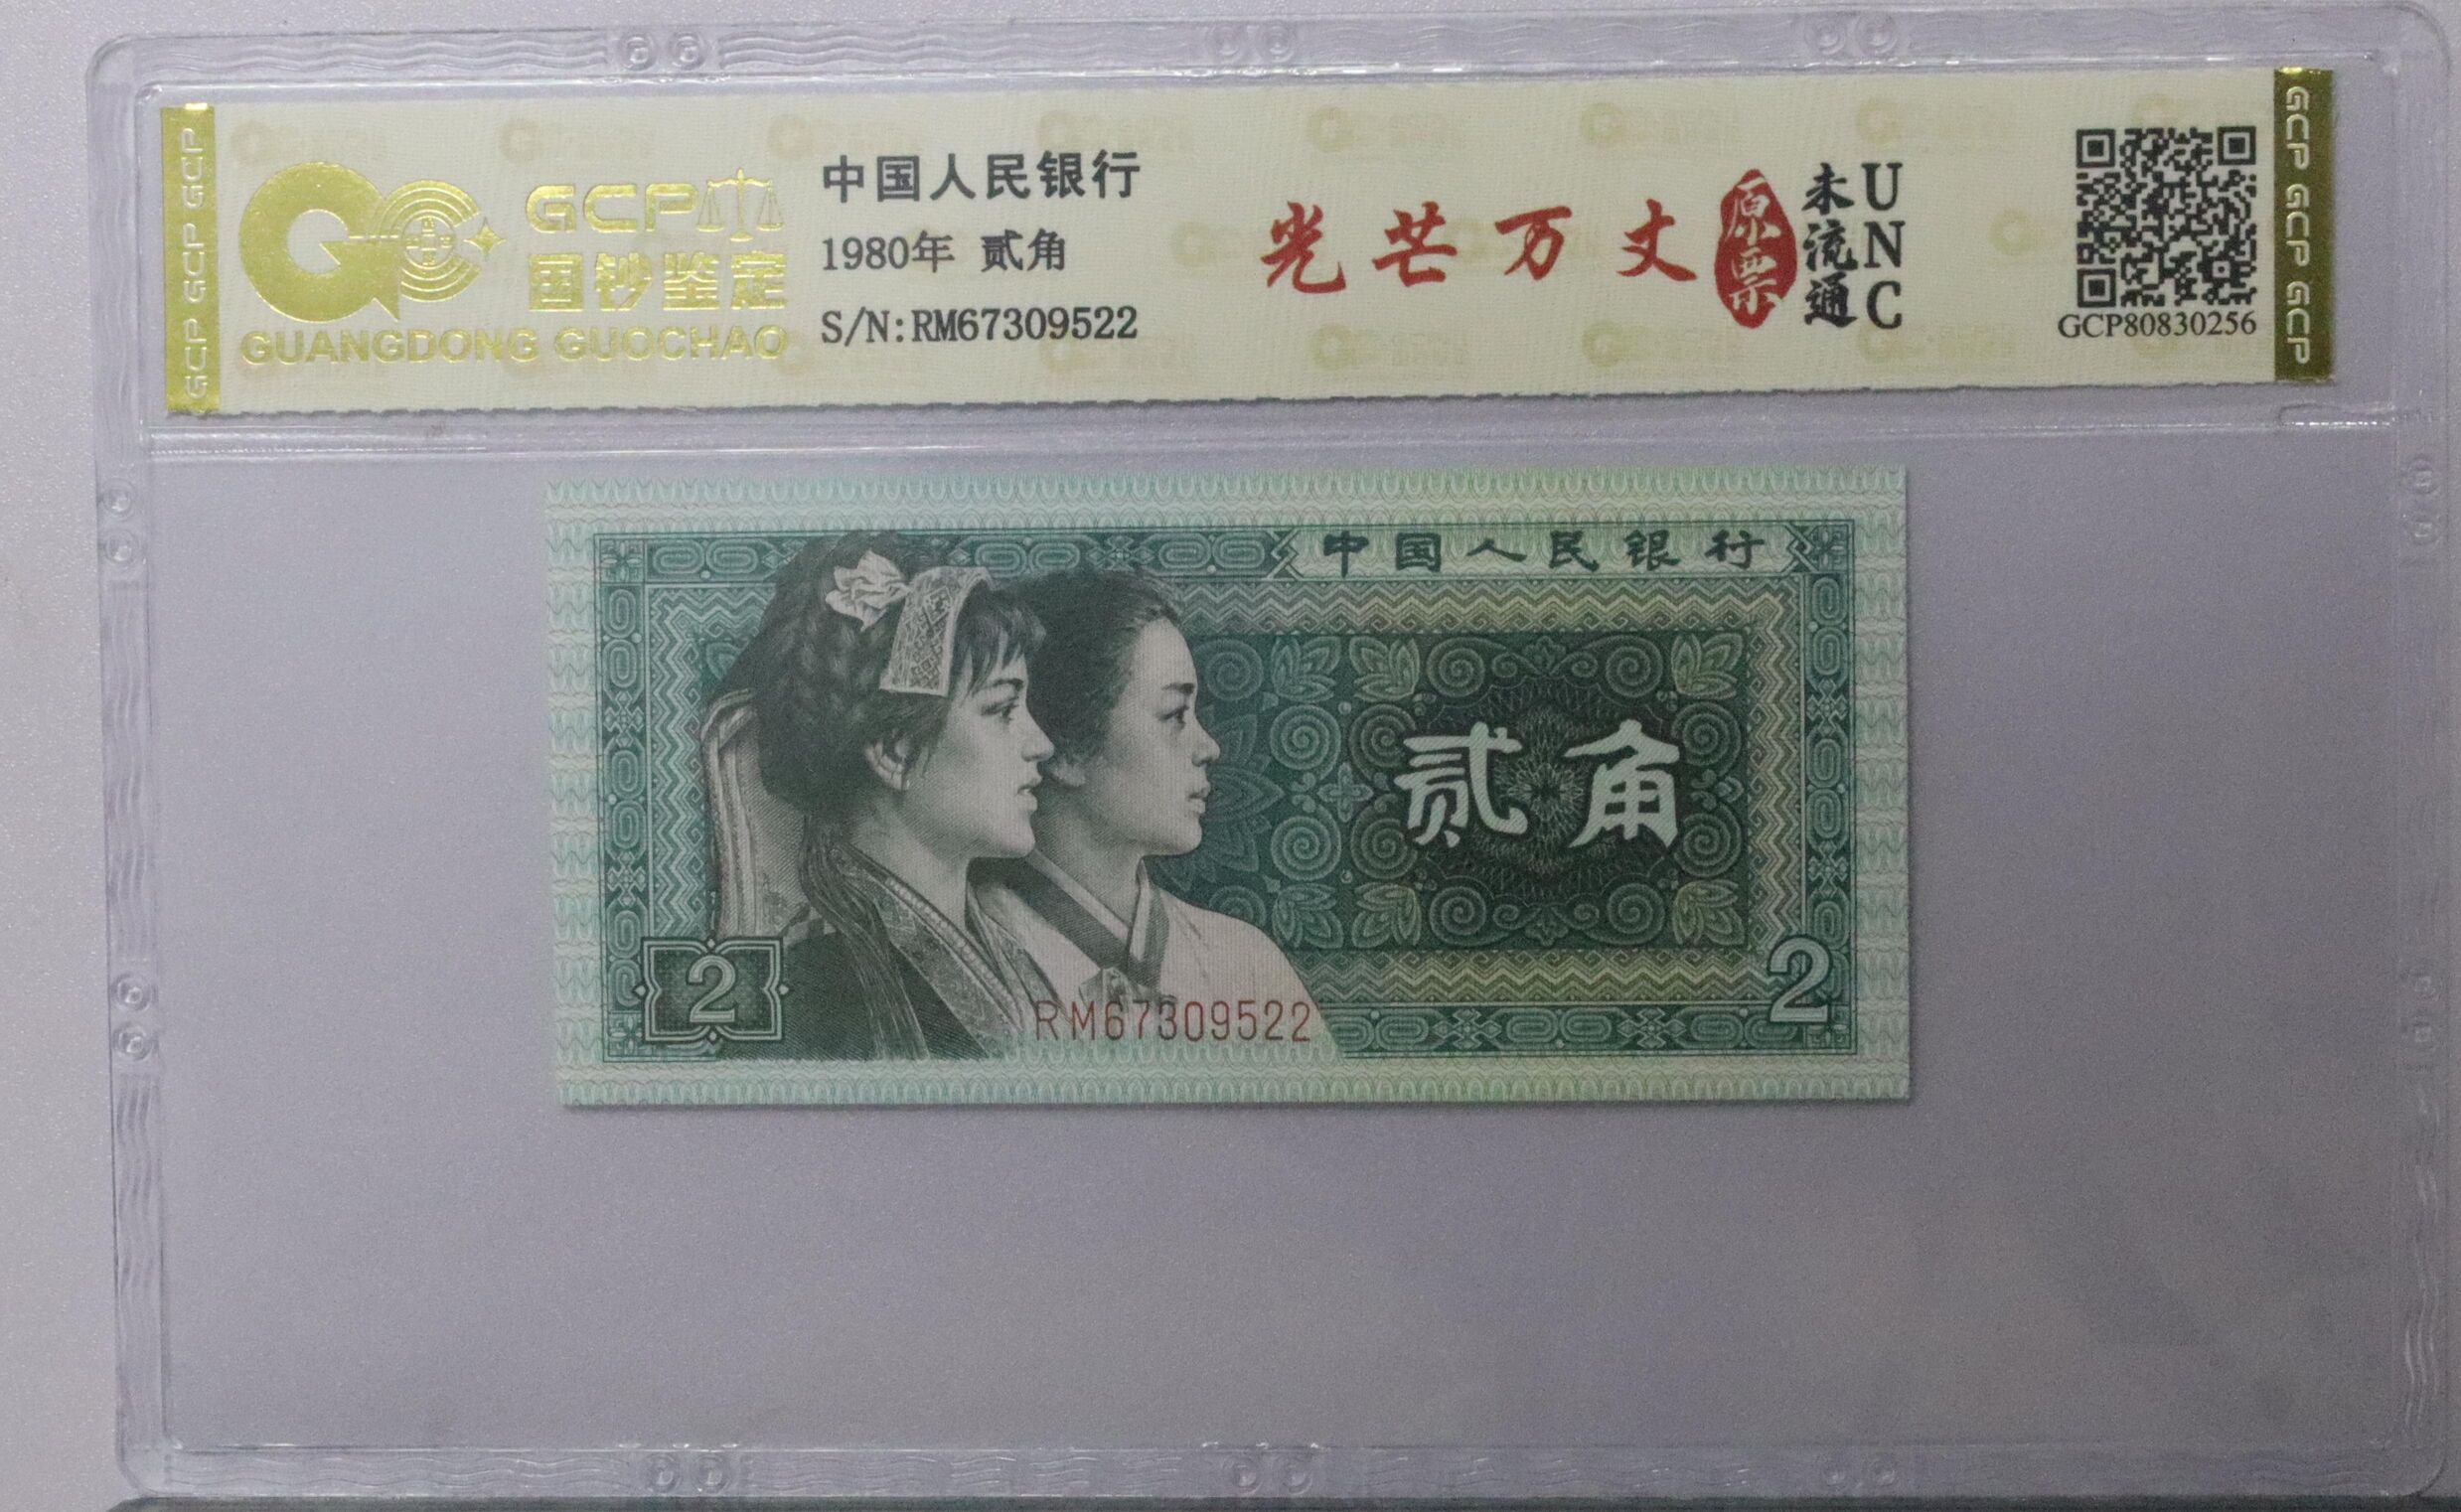 GCP GCP GCP
GCP
国钞鉴定
GUANGDONG GUOCHAO
中国人民银行
1980年 贰角
S/N:RM67309522
光芒万丈
原票
未流通
UNC
GCP80830256
GCP GCP GCP GCP
中国人民银行
贰角
2
RM67309522
2